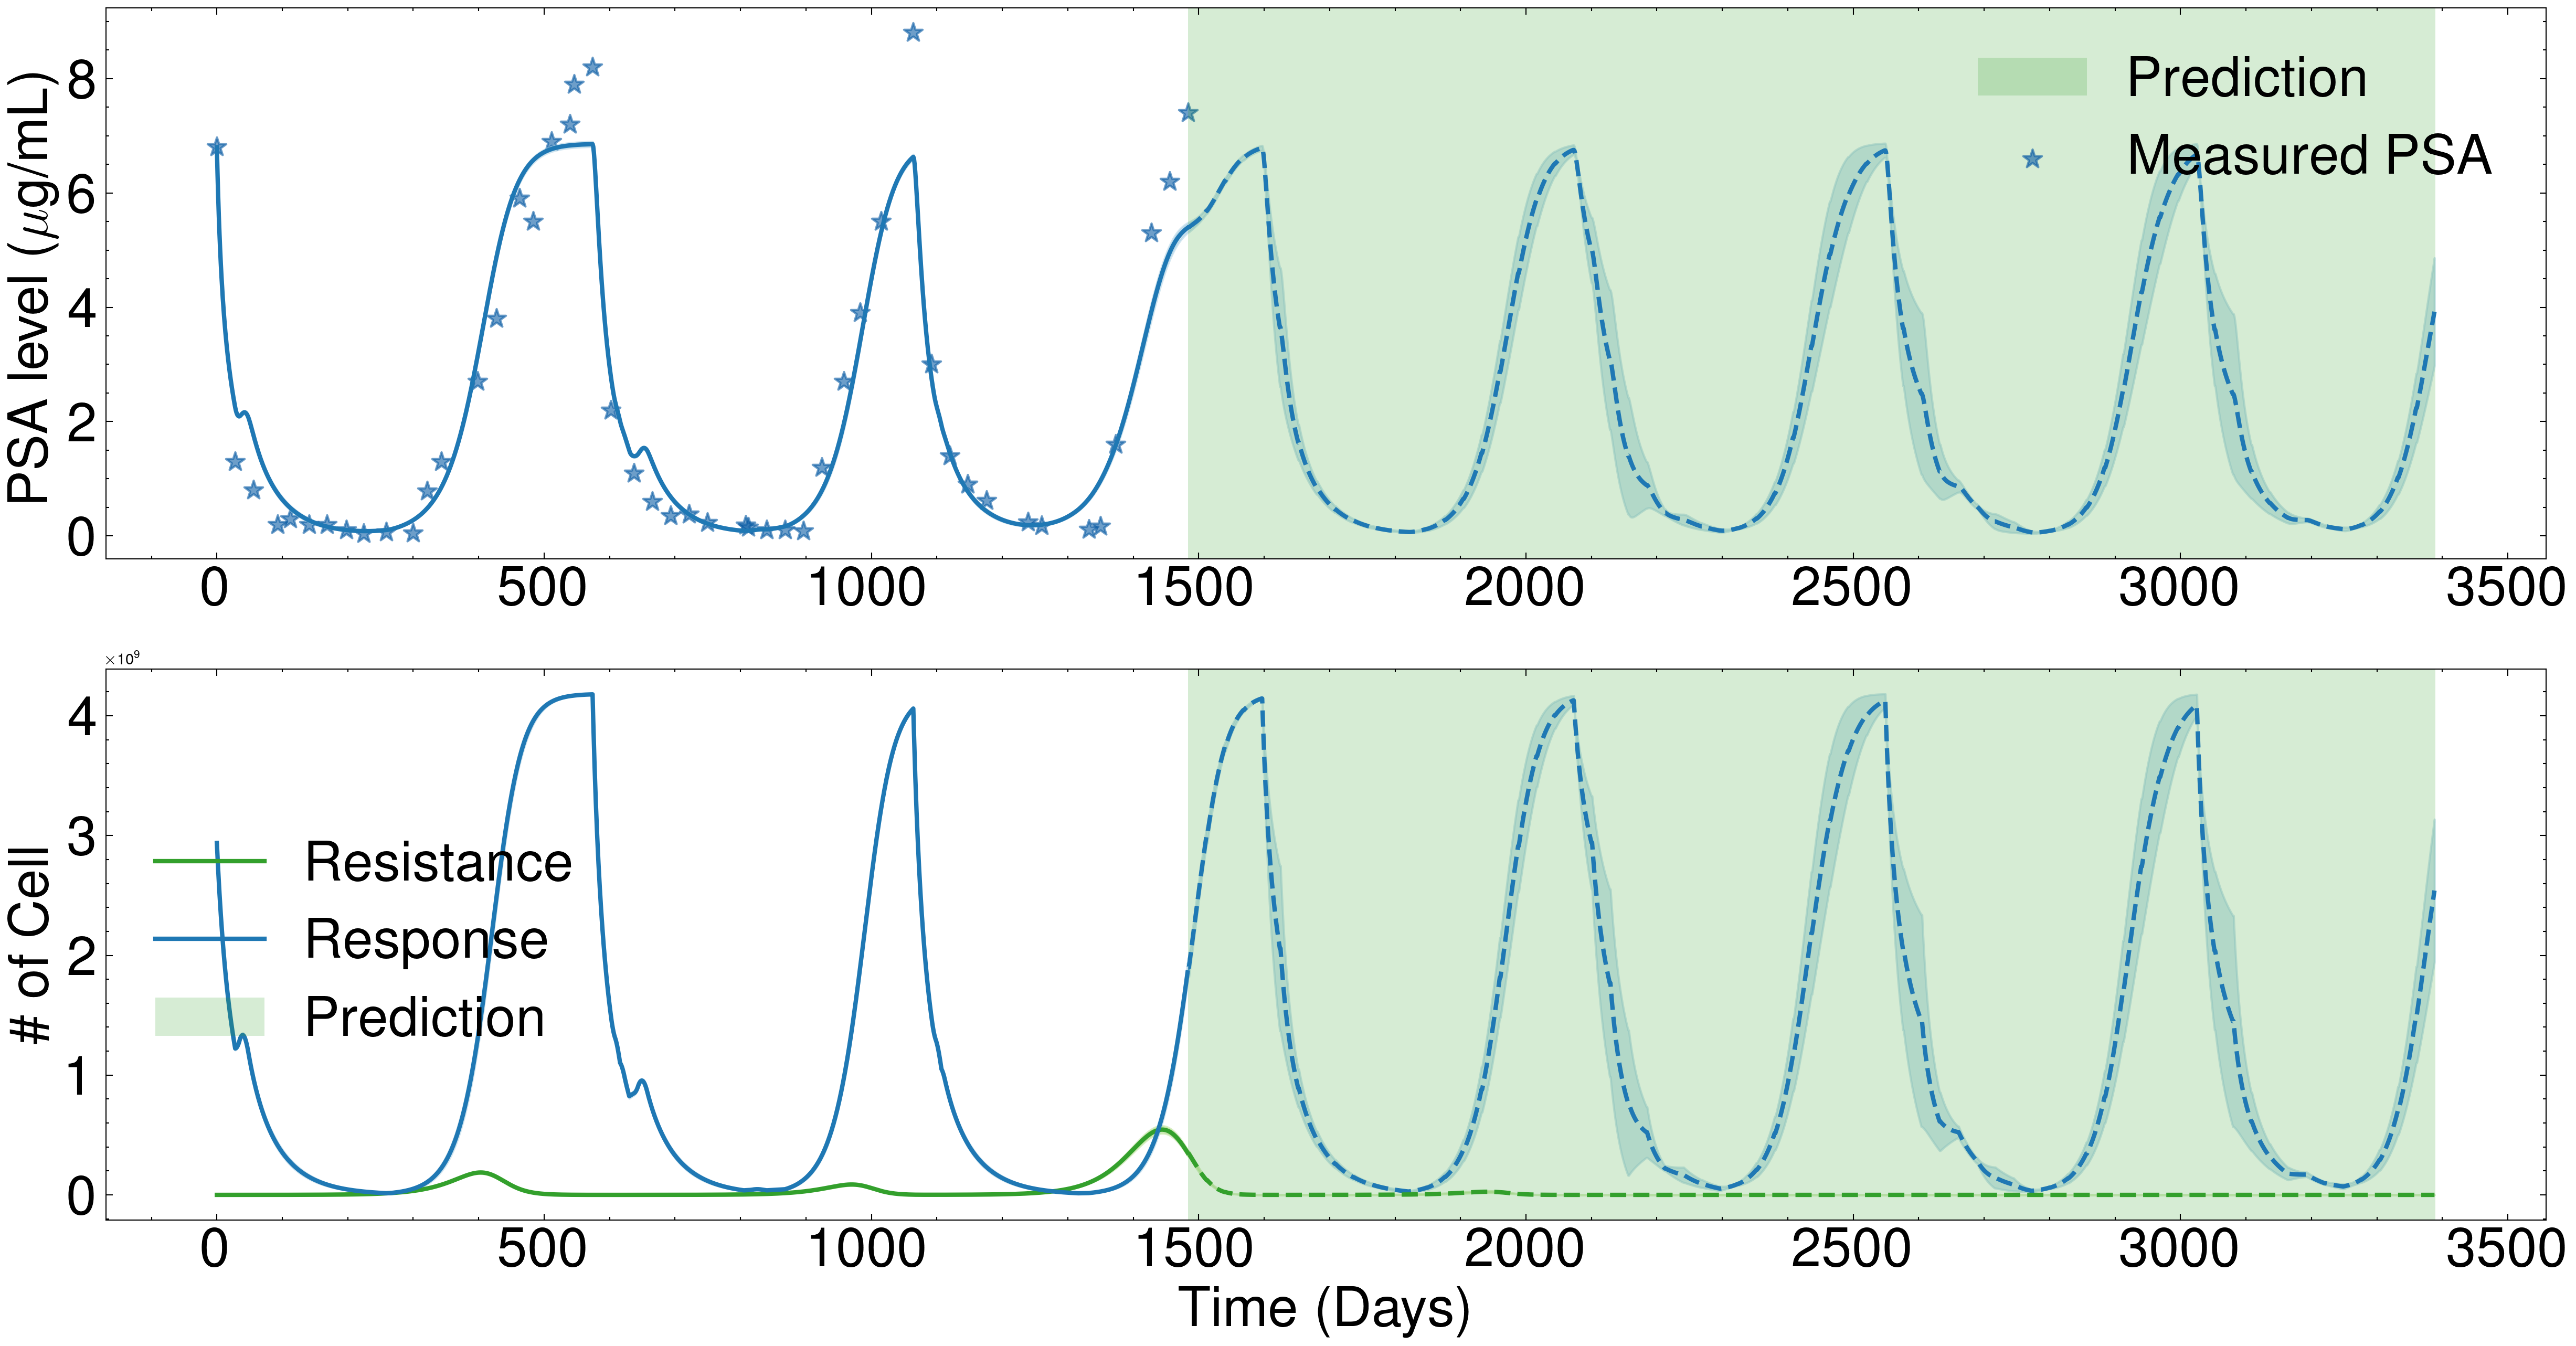 PSA level (μg/mL)
8
6
4
2
0
Prediction
Measured PSA
0 500 1000 1500 2000 2500 3000 3500
×10⁹
# of Cell
4
3
2
1
0
Resistance
Response
Prediction
0 500 1000 1500 2000 2500 3000 3500
Time (Days)